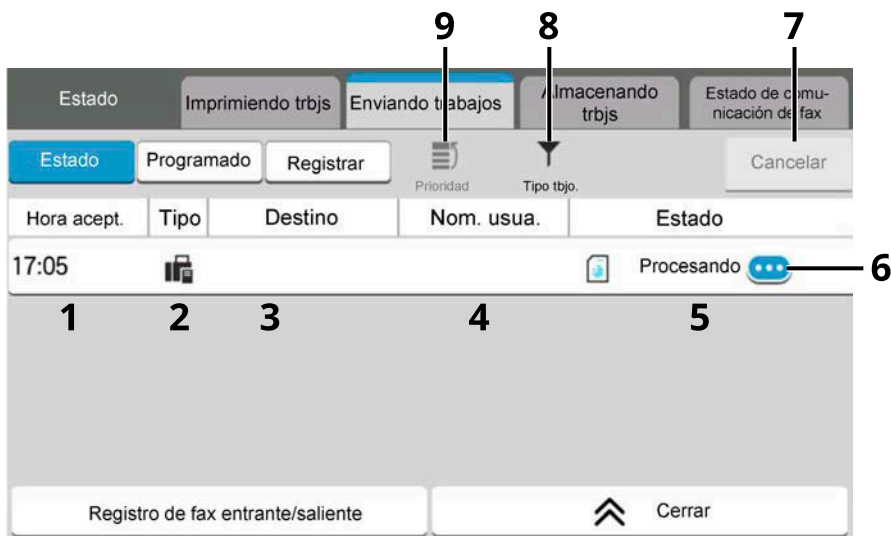 9 8 7
Estado
Imprimiendo trbjs
Enviando trabajos
Almacenando
trbjs
Estado de comu-
nicación de fax
Estado
Programado
Registrar
Prioridad
Tipo tbjo.
Cancelar
Hora acept. Tipo Destino Nom. usua. Estado
17:05 Procesando 6
1 2 3 4 5
Registro de fax entrante/saliente
Cerrar